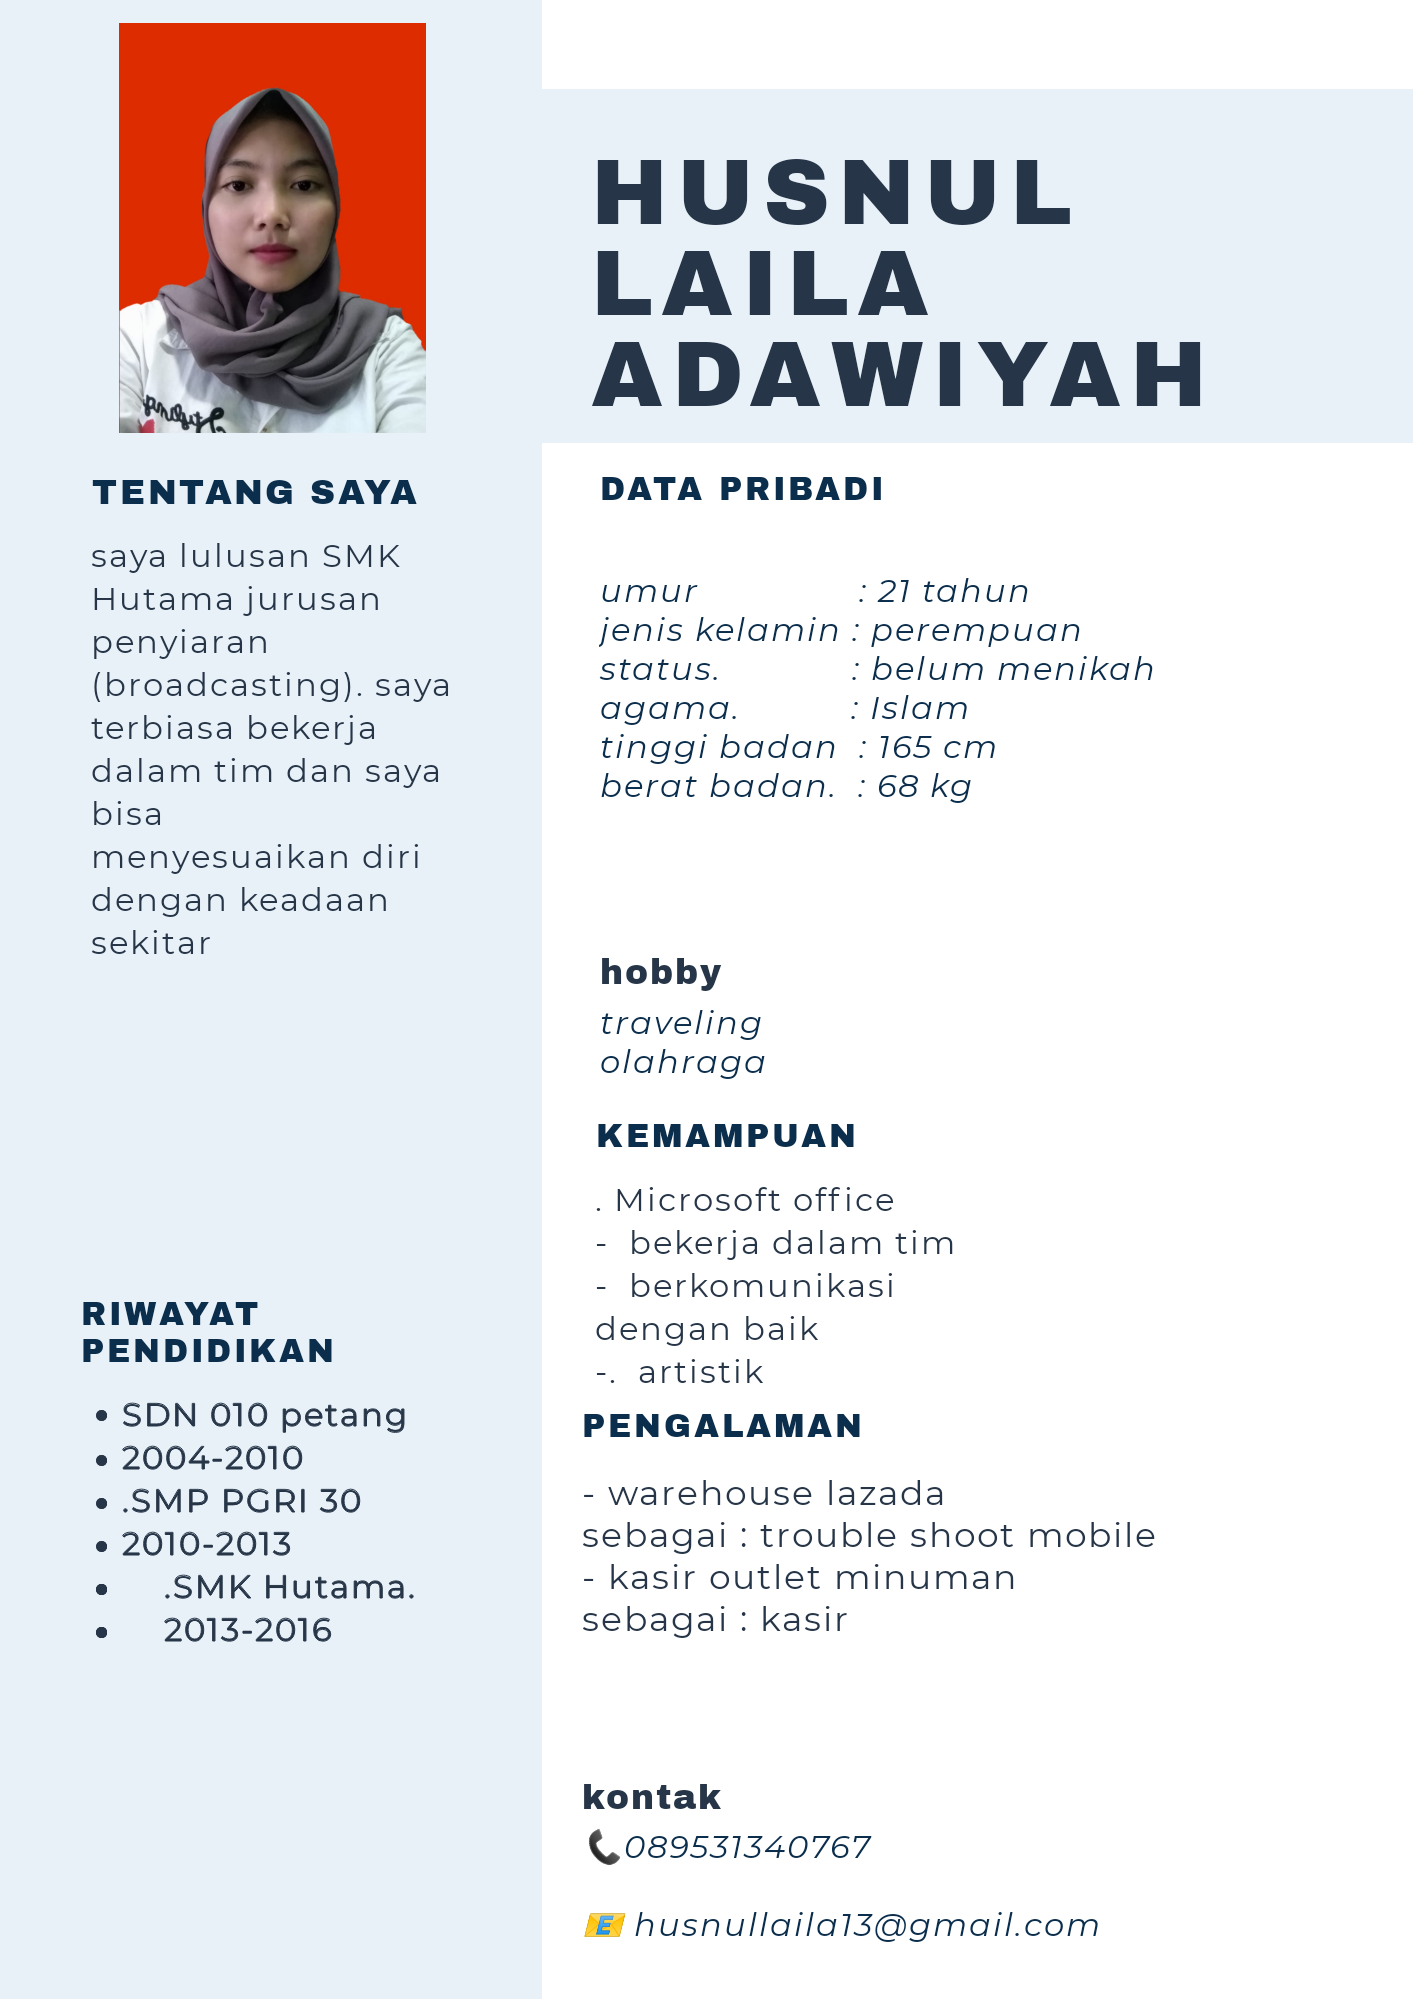 HUSNUL
LAILA
ADAWIYAH
TENTANG SAYA
saya lulusan SMK
Hutama jurusan
penyiaran
(broadcasting). saya
terbiasa bekerja
dalam tim dan saya
bisa
menyesuaikan diri
dengan keadaan
sekitar
RIWAYAT
PENDIDIKAN
• SDN 010 petang
• 2004-2010
• .SMP PGRI 30
• 2010-2013
• .SMK Hutama.
• 2013-2016
DATA PRIBADI
umur : 21 tahun
jenis kelamin : perempuan
status. : belum menikah
agama. : Islam
tinggi badan : 165 cm
berat badan. : 68 kg
hobby
traveling
olahraga
KEMAMPUAN
. Microsoft office
- bekerja dalam tim
- berkomunikasi
dengan baik
-. artistik
PENGALAMAN
- warehouse lazada
sebagai : trouble shoot mobile
- kasir outlet minuman
sebagai : kasir
kontak
📞089531340767
📧 husnullaila13@gmail.com